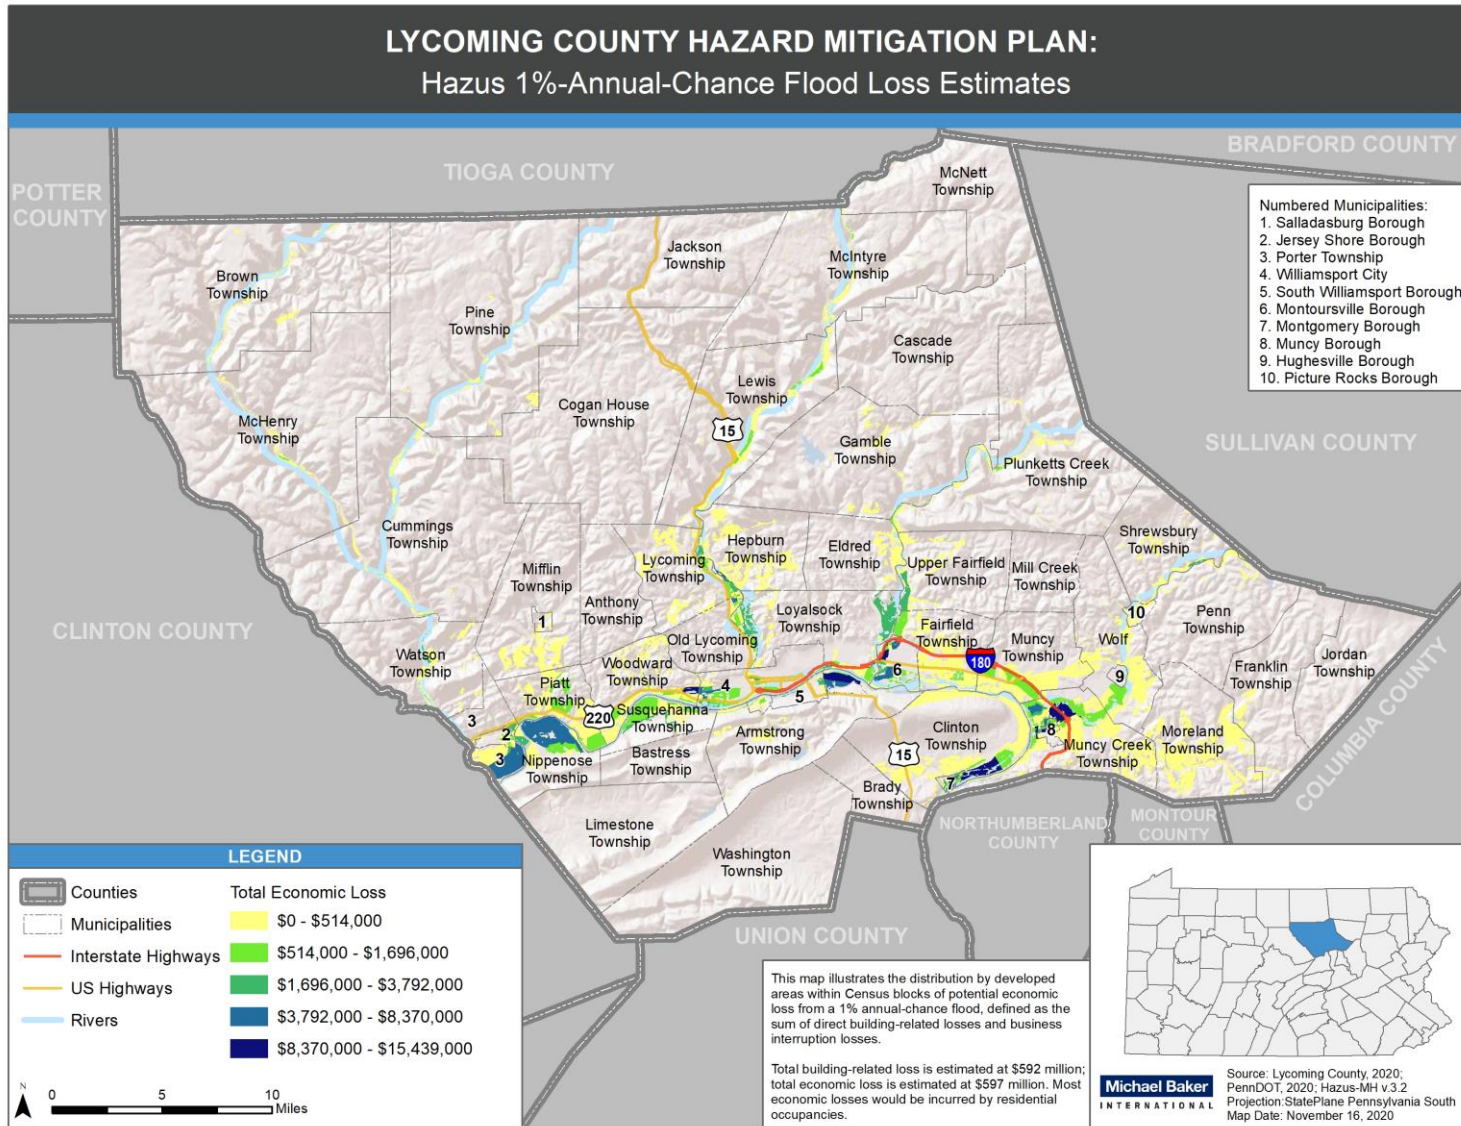 LYCOMING COUNTY HAZARD MITIGATION PLAN:
Hazus 1%-Annual-Chance Flood Loss Estimates
BRADFORD COUNTY
TIOGA COUNTY
POTTER
COUNTY
McNett
Township
Numbered Municipalities:
1. Salladasburg Borough
2. Jersey Shore Borough
3. Porter Township
4. Williamsport City
5. South Williamsport Borough
6. Montoursville Borough
7. Montgomery Borough
8. Muncy Borough
9. Hughesville Borough
10. Picture Rocks Borough
Jackson
Township
McIntyre
Township
Brown
Township
Pine
Township
Cascade
Township
Lewis
Township
Cogan House
Township
McHenry
Township
15
Gamble
Township
SULLIVAN COUNTY
Plunketts Creek
Township
Cummings
Township
Shrewsbury
Township
Hepburn
Township
Eldred
Township
Lycoming
Township
Upper Fairfield
Township
Mill Creek
Township
Mifflin
Township
Anthony
Township
Loyalsock
Township
10
Penn
Township
1
CLINTON COUNTY
Old Lycoming
Township
Fairfield
Township
Muncy
Township
Wolf
Watson
Township
Woodward
Township
180
6
9
Franklin
Township
Jordan
Township
Piatt
Township
4
5
3
220
Susquehanna
Township
2
3
Nippenose
Township
Bastress
Township
Armstrong
Township
Clinton
Township
8
Muncy Creek
Township
Moreland
Township
15
7
Brady
Township
COLUMBIA COUNTY
Limestone
Township
NORTHUMBERLAND
COUNTY
MONTOUR
COUNTY
Washington
Township
UNION COUNTY
LEGEND
Counties
Municipalities
Interstate Highways
US Highways
Rivers
Total Economic Loss
$0 - $514,000
$514,000 - $1,696,000
$1,696,000 - $3,792,000
$3,792,000 - $8,370,000
$8,370,000 - $15,439,000
N
0 5 10
Miles
This map illustrates the distribution by developed
areas within Census blocks of potential economic
loss from a 1% annual-chance flood, defined as the
sum of direct building-related losses and business
interruption losses.
Total building-related loss is estimated at $592 million;
total economic loss is estimated at $597 million. Most
economic losses would be incurred by residential
occupancies.
Michael Baker
INTERNATIONAL
Source: Lycoming County, 2020;
PennDOT, 2020; Hazus-MH v.3.2
Projection:StatePlane Pennsylvania South
Map Date: November 16, 2020